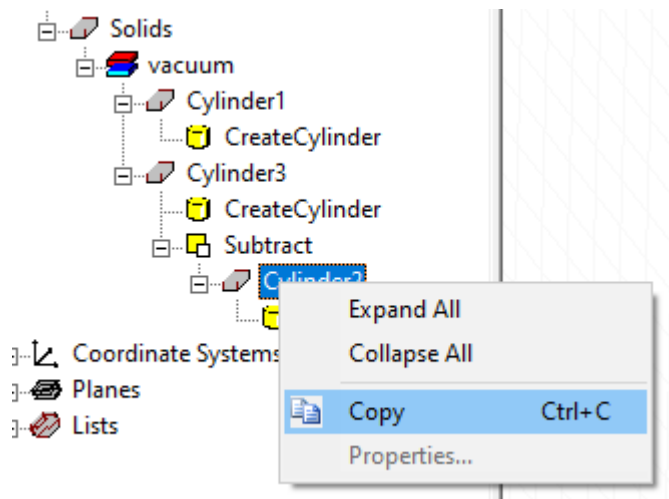 Solids
vacuum
Cylinder1
CreateCylinder
Cylinder3
CreateCylinder
Subtract
Cylinder2
Expand All
Coordinate Systems
Collapse All
Planes
Copy Ctrl+C
Lists
Properties...